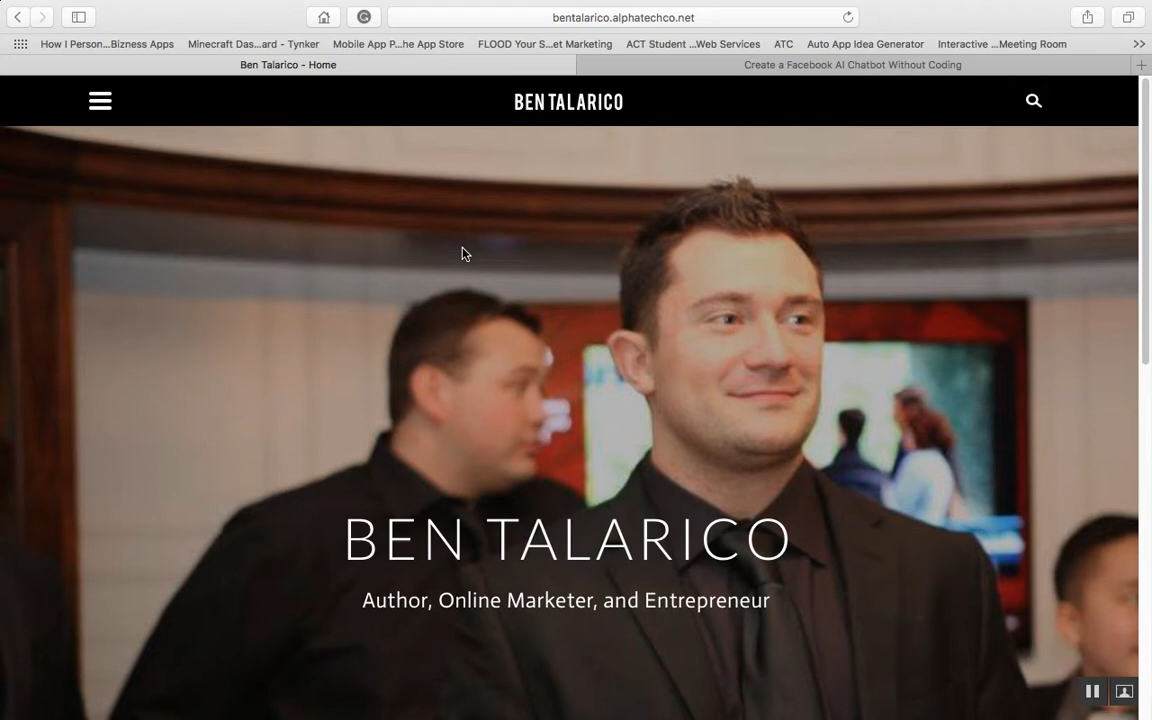 bentalarico.alphatechco.net
How I Person...Bizness Apps
Minecraft Das...ard - Tynker
Mobile App P...he App Store
FLOOD Your S...et Marketing
ACT Student ...Web Services
ATC
Auto App Idea Generator
Interactive ...Meeting Room
Ben Talarico - Home
Create a Facebook AI Chatbot Without Coding
BEN TALARICO
BEN TALARICO
Author, Online Marketer, and Entrepreneur